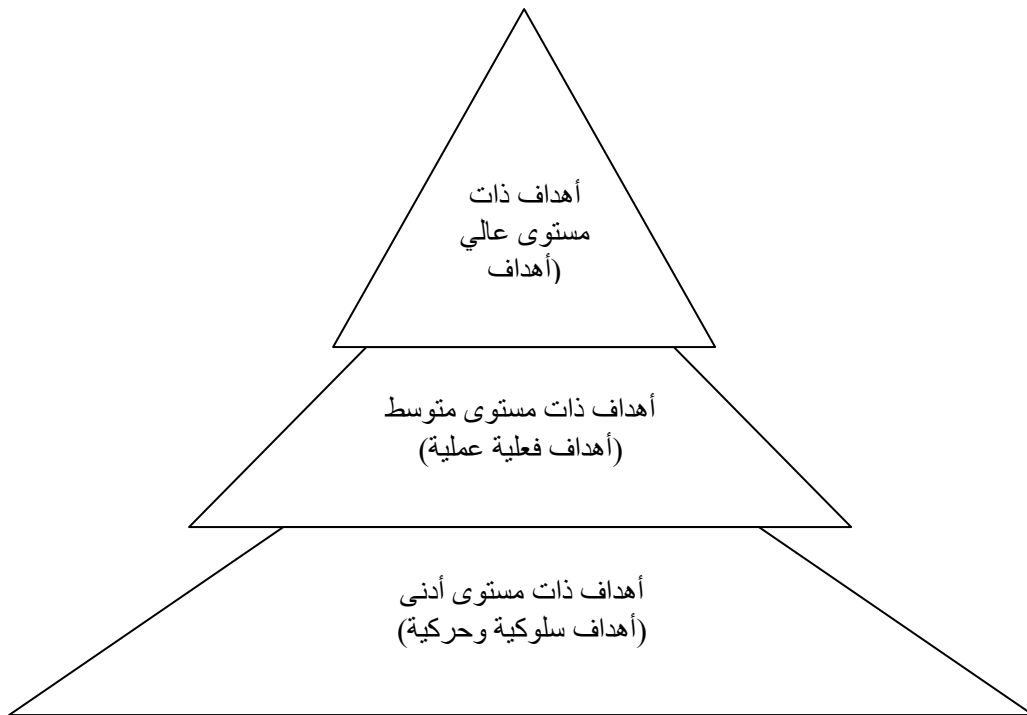 أهداف ذات
مستوى عالي
(أهداف
أهداف ذات مستوى متوسط
(أهداف فعلية عملية)
أهداف ذات مستوى أدنى
(أهداف سلوكية وحركية)